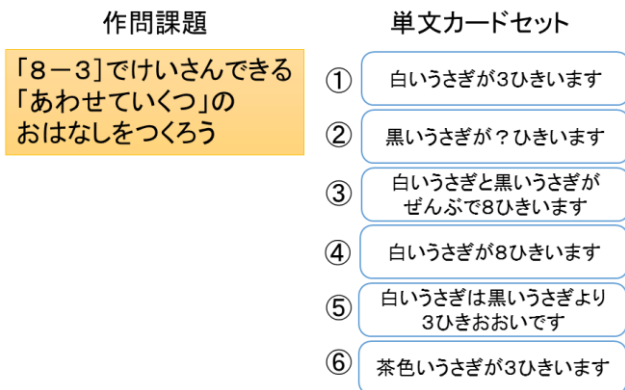 作問課題
単文カードセット
「8－3］でけいさんできる
「あわせていくつ」の
おはなしをつくろう
① 白いうさぎが3ひきいます
② 黒いうさぎが？ひきいます
③ 白いうさぎと黒いうさぎが
ぜんぶで8ひきいます
④ 白いうさぎが8ひきいます
⑤ 白いうさぎは黒いうさぎより
3ひきおおいです
⑥ 茶色いうさぎが3ひきいます